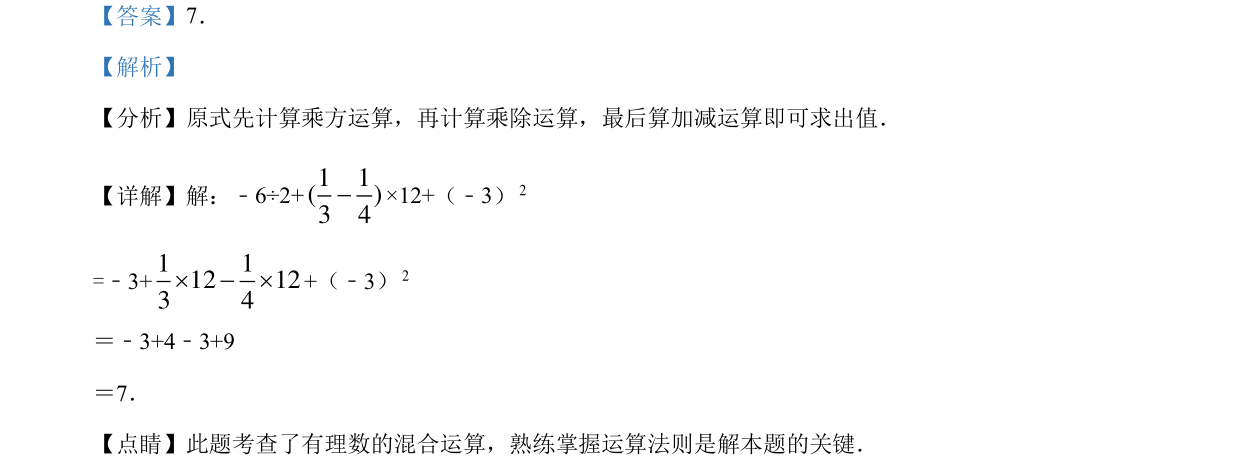 【答案】7．
【解析】
【分析】原式先计算乘方运算，再计算乘除运算，最后算加减运算即可求出值．
【详解】解：﹣6÷2+(1/3−1/4)×12+（﹣3）²
=﹣3+1/3×12−1/4×12+（﹣3）²
＝﹣3+4﹣3+9
＝7．
【点睛】此题考查了有理数的混合运算，熟练掌握运算法则是解本题的关键．